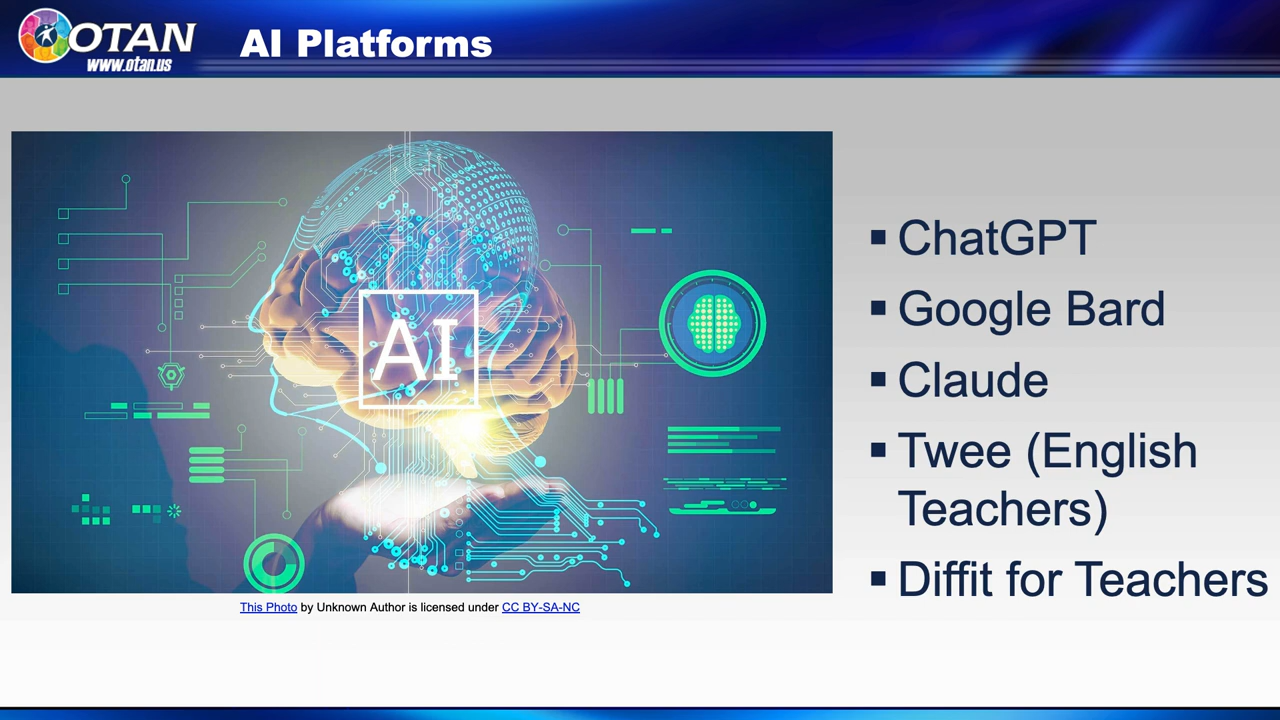 OTAN
www.otan.us
AI Platforms
AI
▪ ChatGPT
▪ Google Bard
▪ Claude
▪ Twee (English
Teachers)
▪ Diffit for Teachers
This Photo by Unknown Author is licensed under CC BY-SA-NC